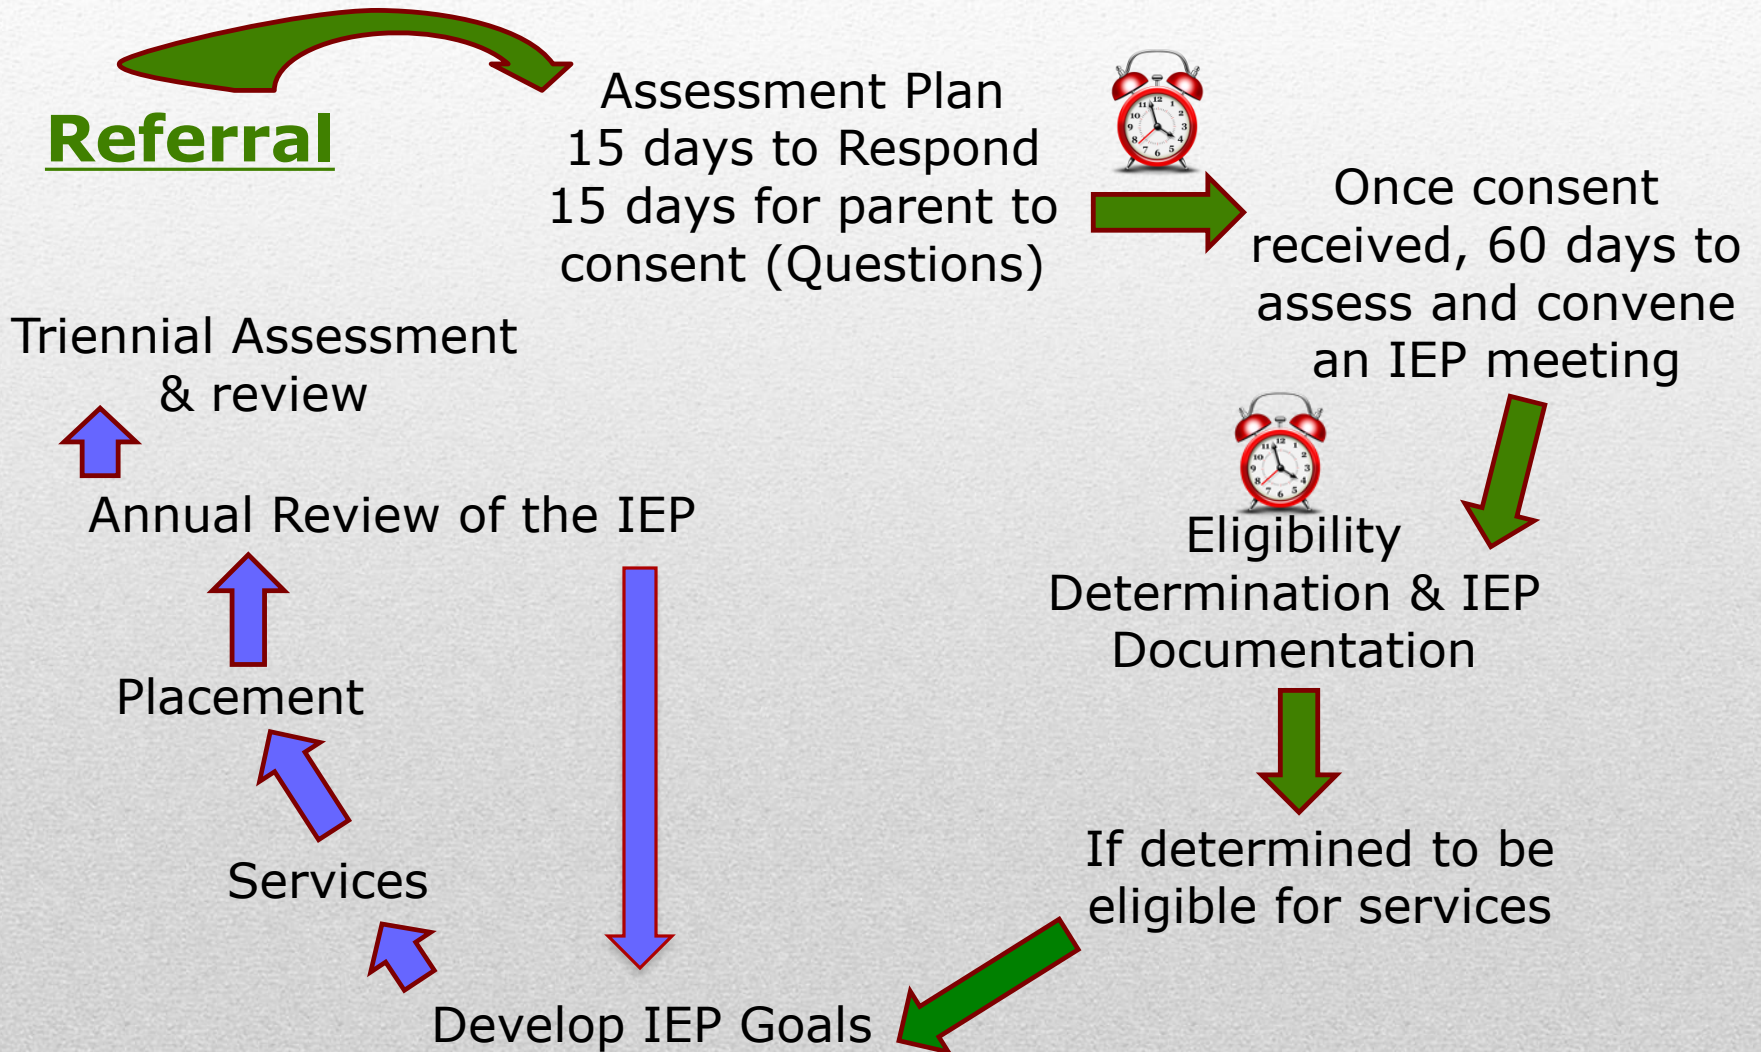 Referral
Assessment Plan
15 days to Respond
15 days for parent to
consent (Questions)
Once consent
received, 60 days to
assess and convene
an IEP meeting
Eligibility
Determination & IEP
Documentation
If determined to be
eligible for services
Develop IEP Goals
Services
Placement
Annual Review of the IEP
Triennial Assessment
& review